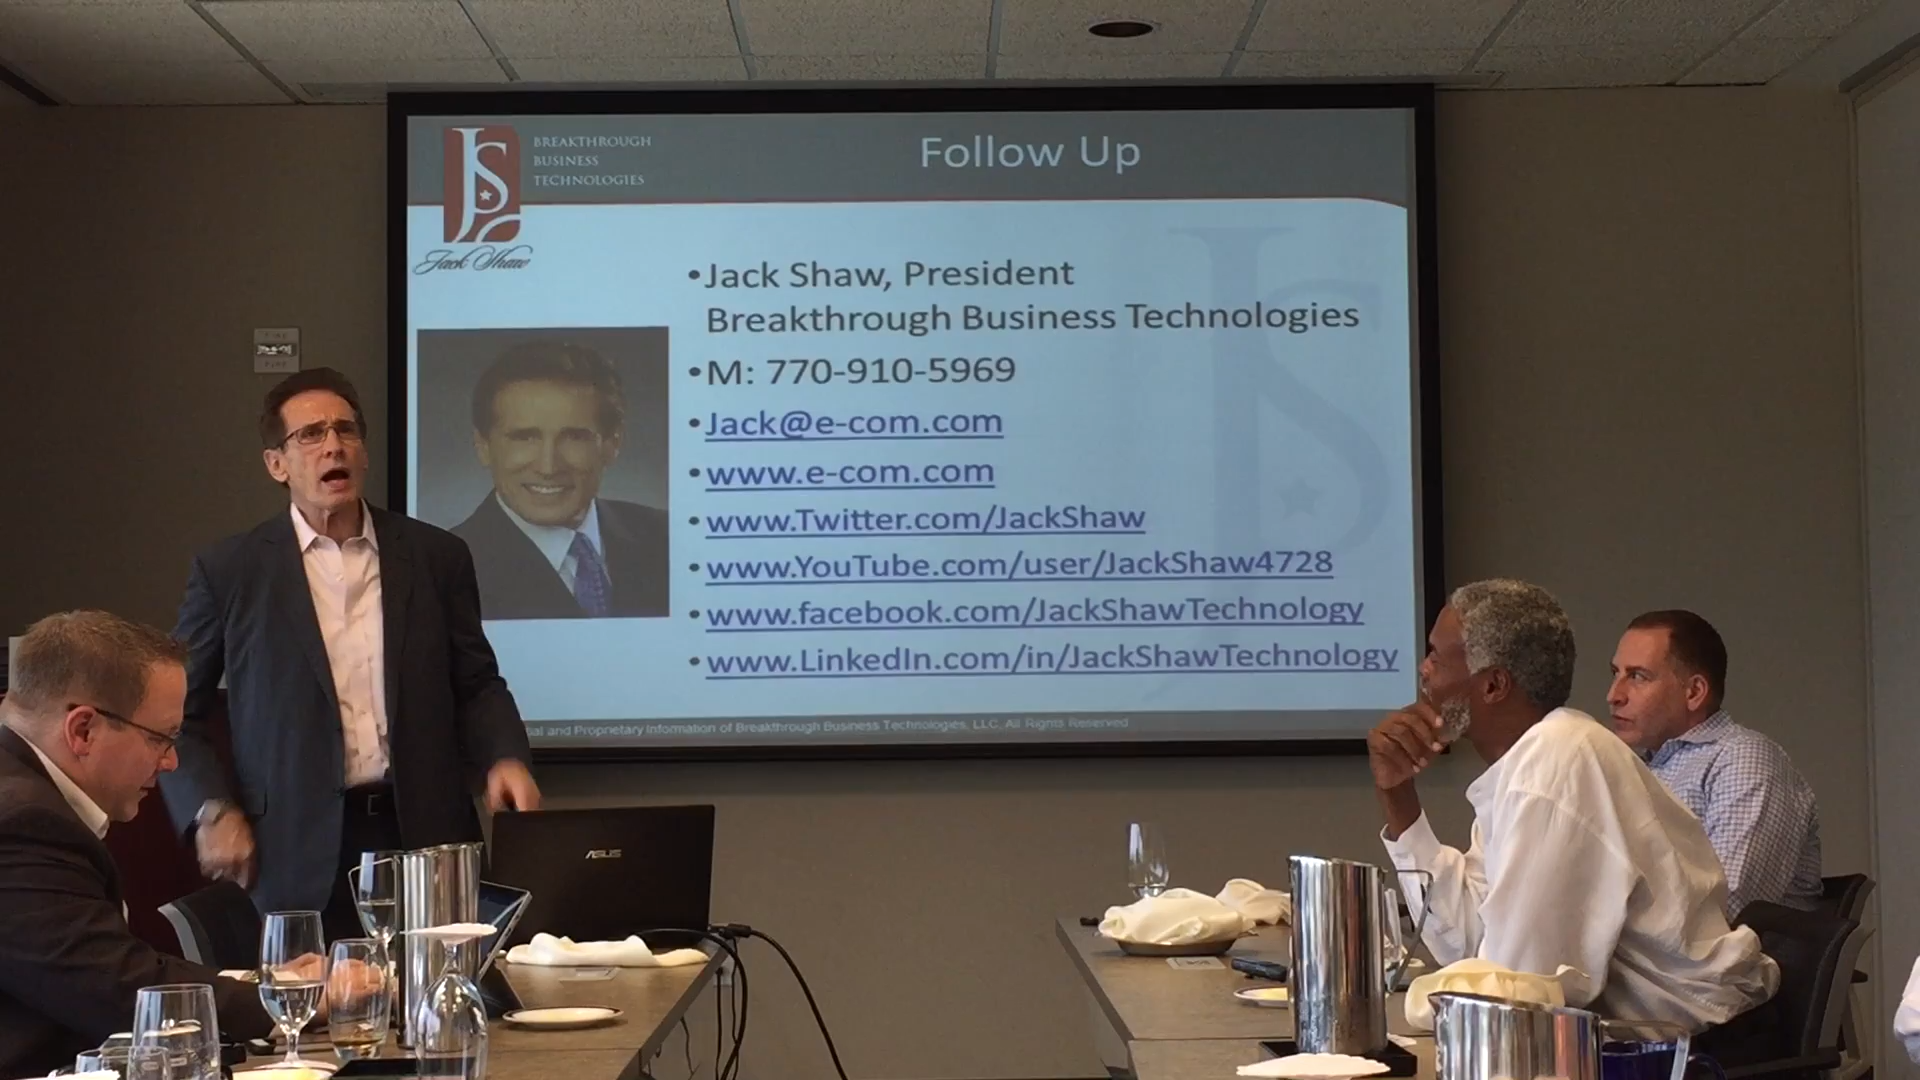 BREAKTHROUGH
BUSINESS
TECHNOLOGIES
Follow Up
JS
Jack Shaw
•Jack Shaw, President
Breakthrough Business Technologies
•M: 770-910-5969
•Jack@e-com.com
•www.e-com.com
•www.Twitter.com/JackShaw
•www.YouTube.com/user/JackShaw4728
•www.facebook.com/JackShawTechnology
•www.LinkedIn.com/in/JackShawTechnology
and Proprietary Information of Breakthrough Business Technologies, LLC. All Rights Reserved
ASUS